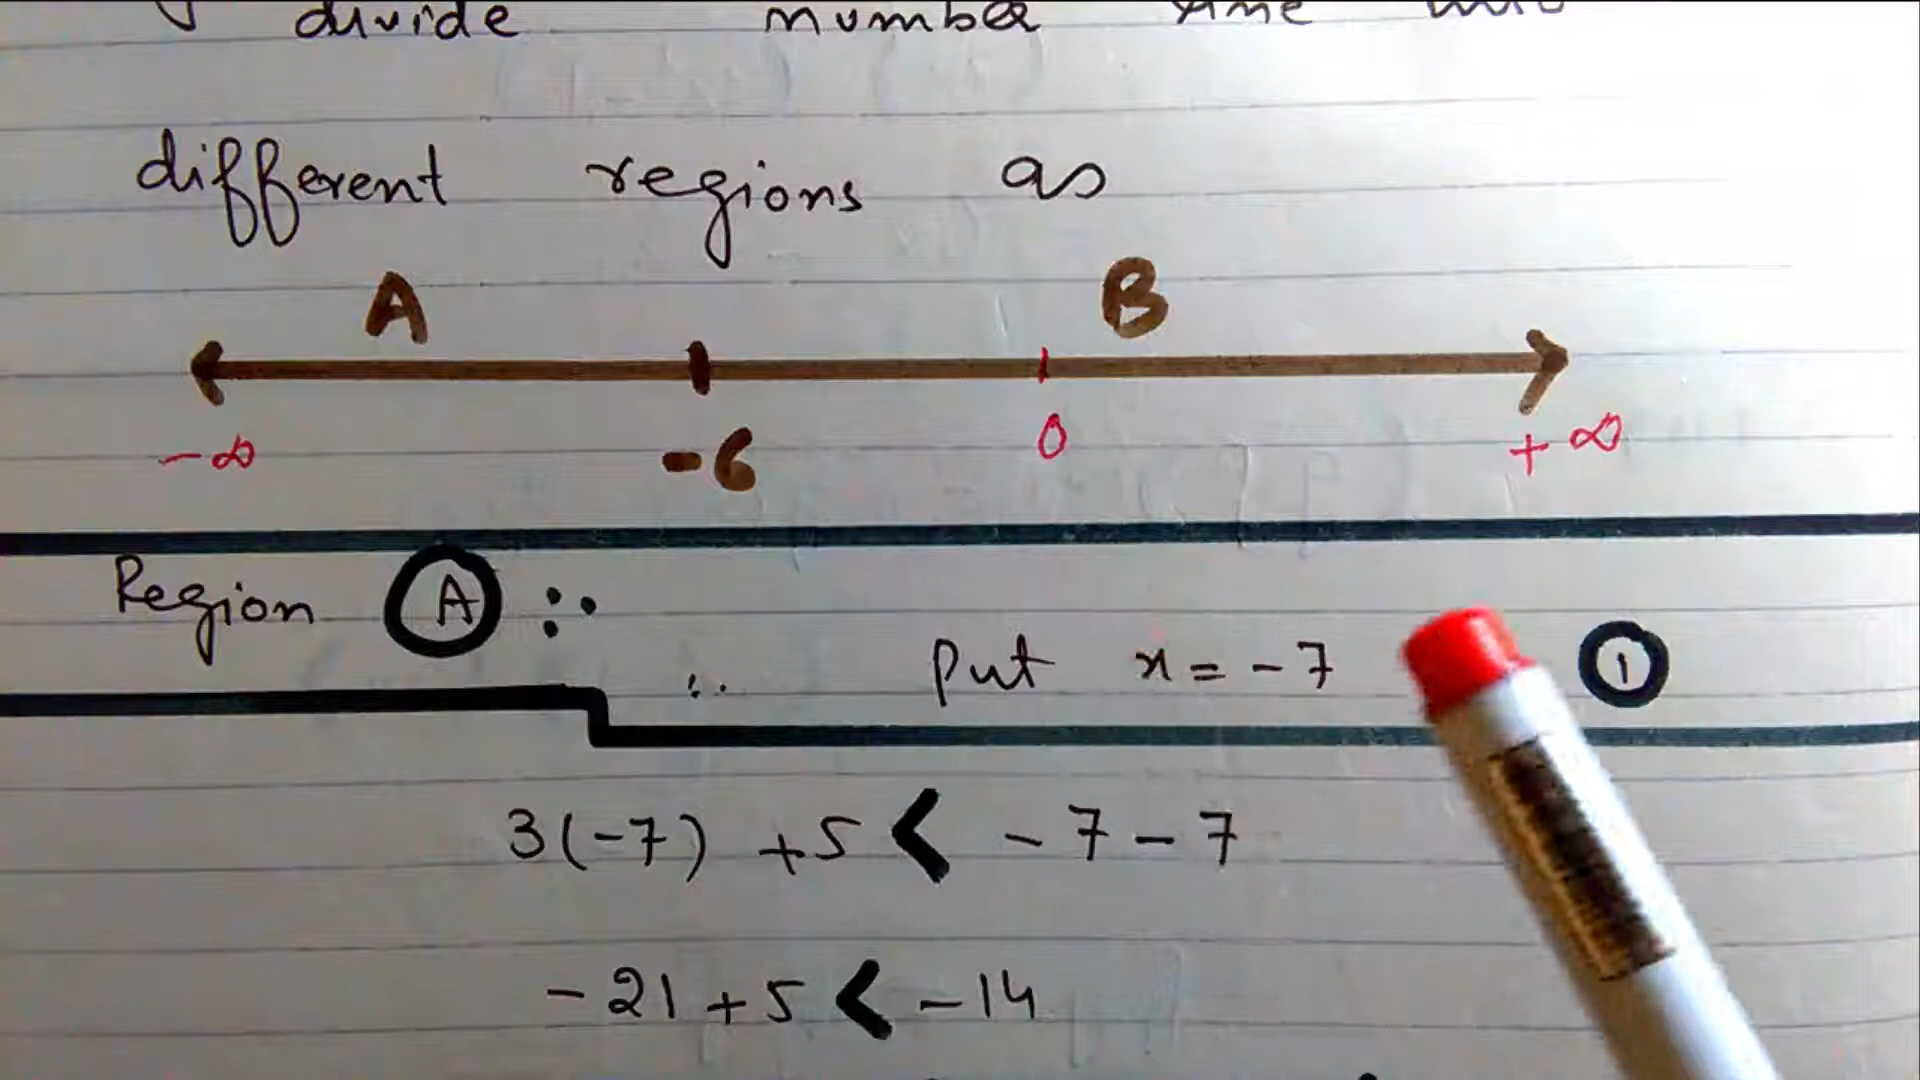 divide number line into
different regions as
A B
-∞ -6 0 +∞
Region A :.
∴ Put x = -7 1
3(-7) +5 < -7-7
-21+5 < -14